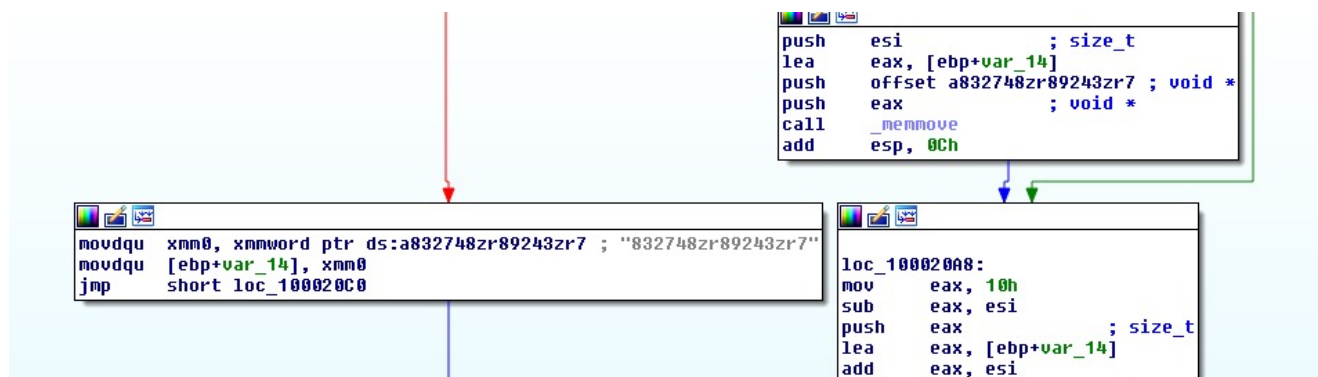 push esi ; size_t
lea eax, [ebp+var_14]
push offset a832748zr89243zr7 ; void *
push eax ; void *
call _memmove
add esp, 0Ch
movdqu xmm0, xmmword ptr ds:a832748zr89243zr7 ; "832748zr89243zr7"
movdqu [ebp+var_14], xmm0
jmp short loc_100020C0
loc_100020A8:
mov eax, 10h
sub eax, esi
push eax ; size_t
lea eax, [ebp+var_14]
add eax, esi